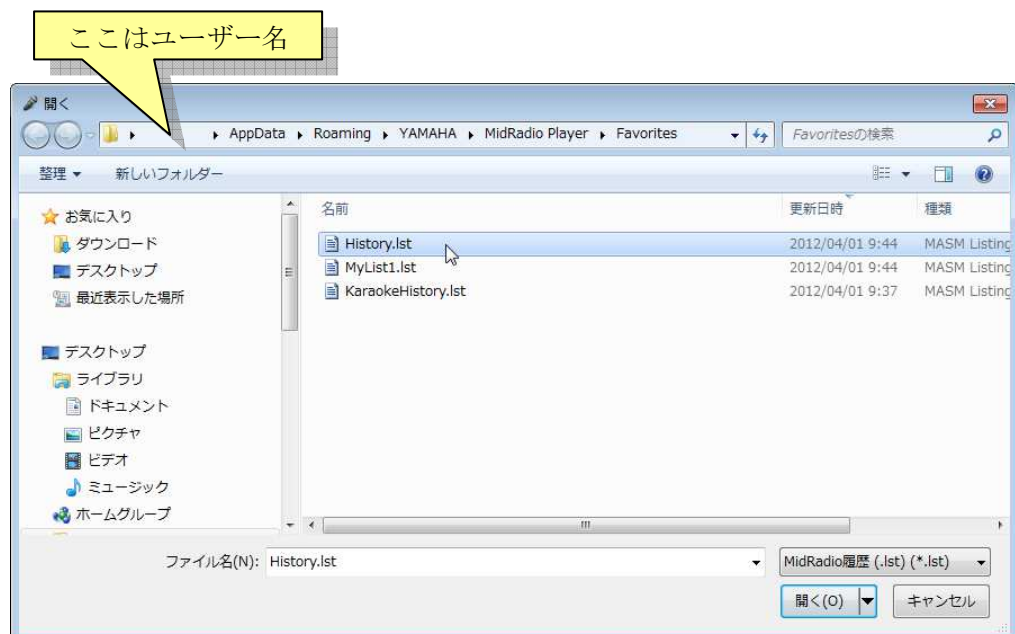 ここはユーザー名
開く
AppData ▸ Roaming ▸ YAMAHA ▸ MidRadio Player ▸ Favorites
Favoritesの検索
整理 ▼ 新しいフォルダー
お気に入り
ダウンロード
デスクトップ
最近表示した場所
デスクトップ
ライブラリ
ドキュメント
ピクチャ
ビデオ
ミュージック
ホームグループ
名前 更新日時 種類
History.lst 2012/04/01 9:44 MASM Listing
MyList1.lst 2012/04/01 9:44 MASM Listing
KaraokeHistory.lst 2012/04/01 9:37 MASM Listing
ファイル名(N): History.lst MidRadio履歴 (.lst) (*.lst)
開く(O) キャンセル